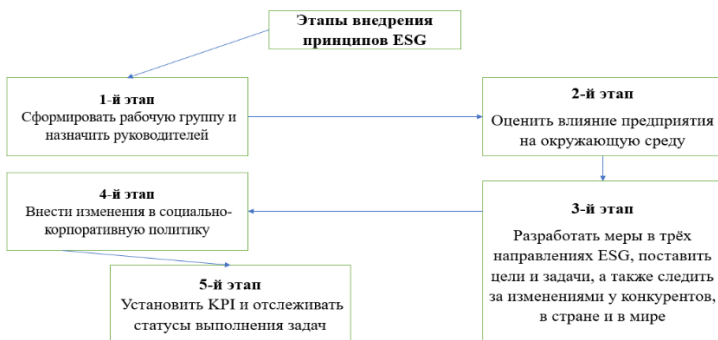 Этапы внедрения
принципов ESG
1-й этап
Сформировать рабочую группу и
назначить руководителей
2-й этап
Оценить влияние предприятия
на окружающую среду
3-й этап
Разработать меры в трёх
направлениях ESG, поставить
цели и задачи, а также следить
за изменениями у конкурентов,
в стране и в мире
4-й этап
Внести изменения в социально-
корпоративную политику
5-й этап
Установить KPI и отслеживать
статусы выполнения задач